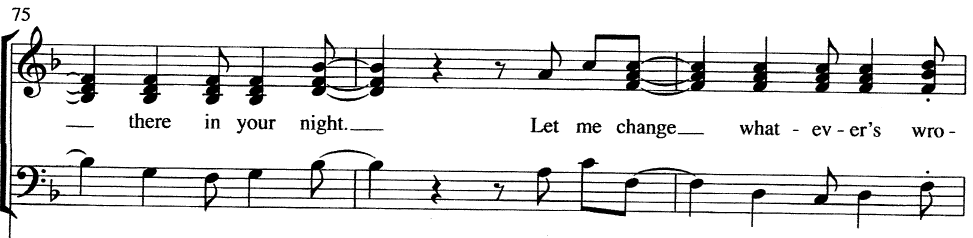 75
there in your night. Let me change what - ev - er's wro -